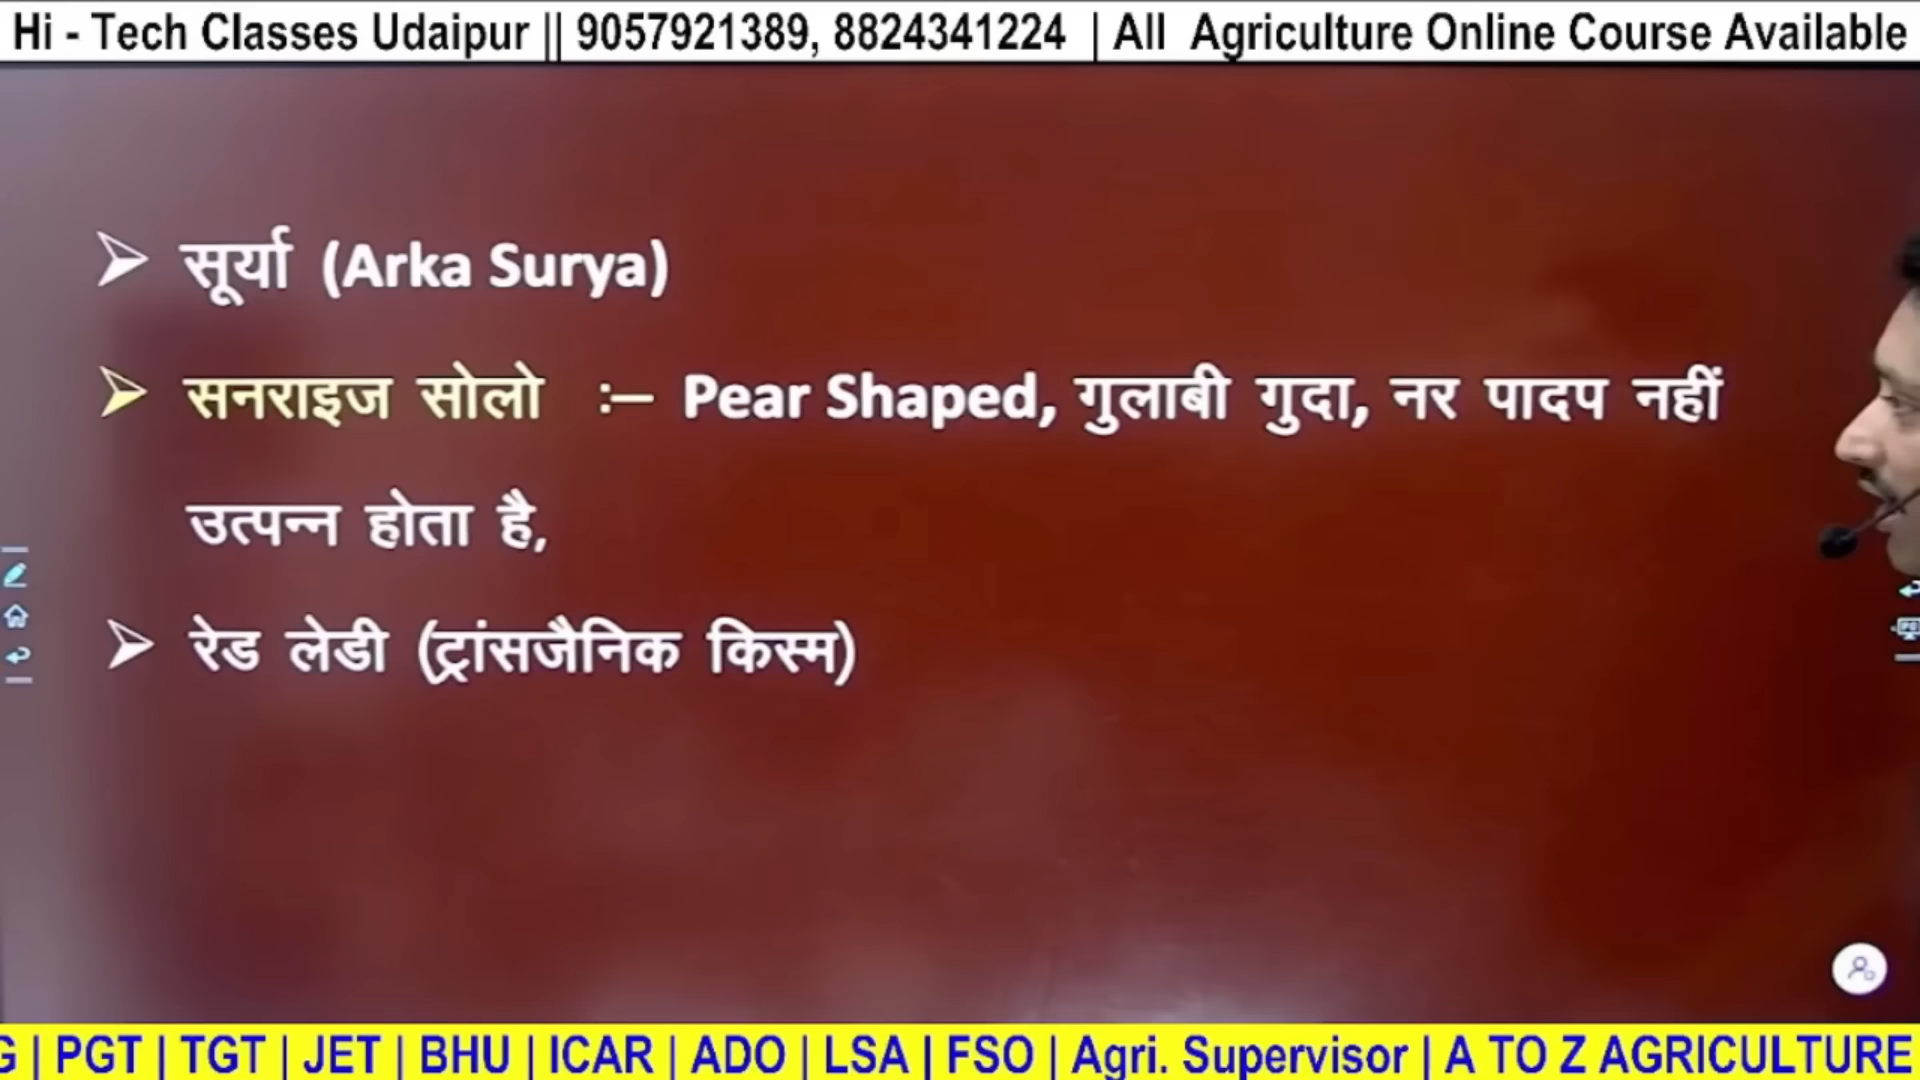 Hi - Tech Classes Udaipur || 9057921389, 8824341224 | All Agriculture Online Course Available
सूर्या (Arka Surya)
सनराइज सोलो :– Pear Shaped, गुलाबी गुदा, नर पादप नहीं
उत्पन्न होता है,
रेड लेडी (ट्रांसजैनिक किस्म)
G | PGT | TGT | JET | BHU | ICAR | ADO | LSA | FSO | Agri. Supervisor | A TO Z AGRICULTURE